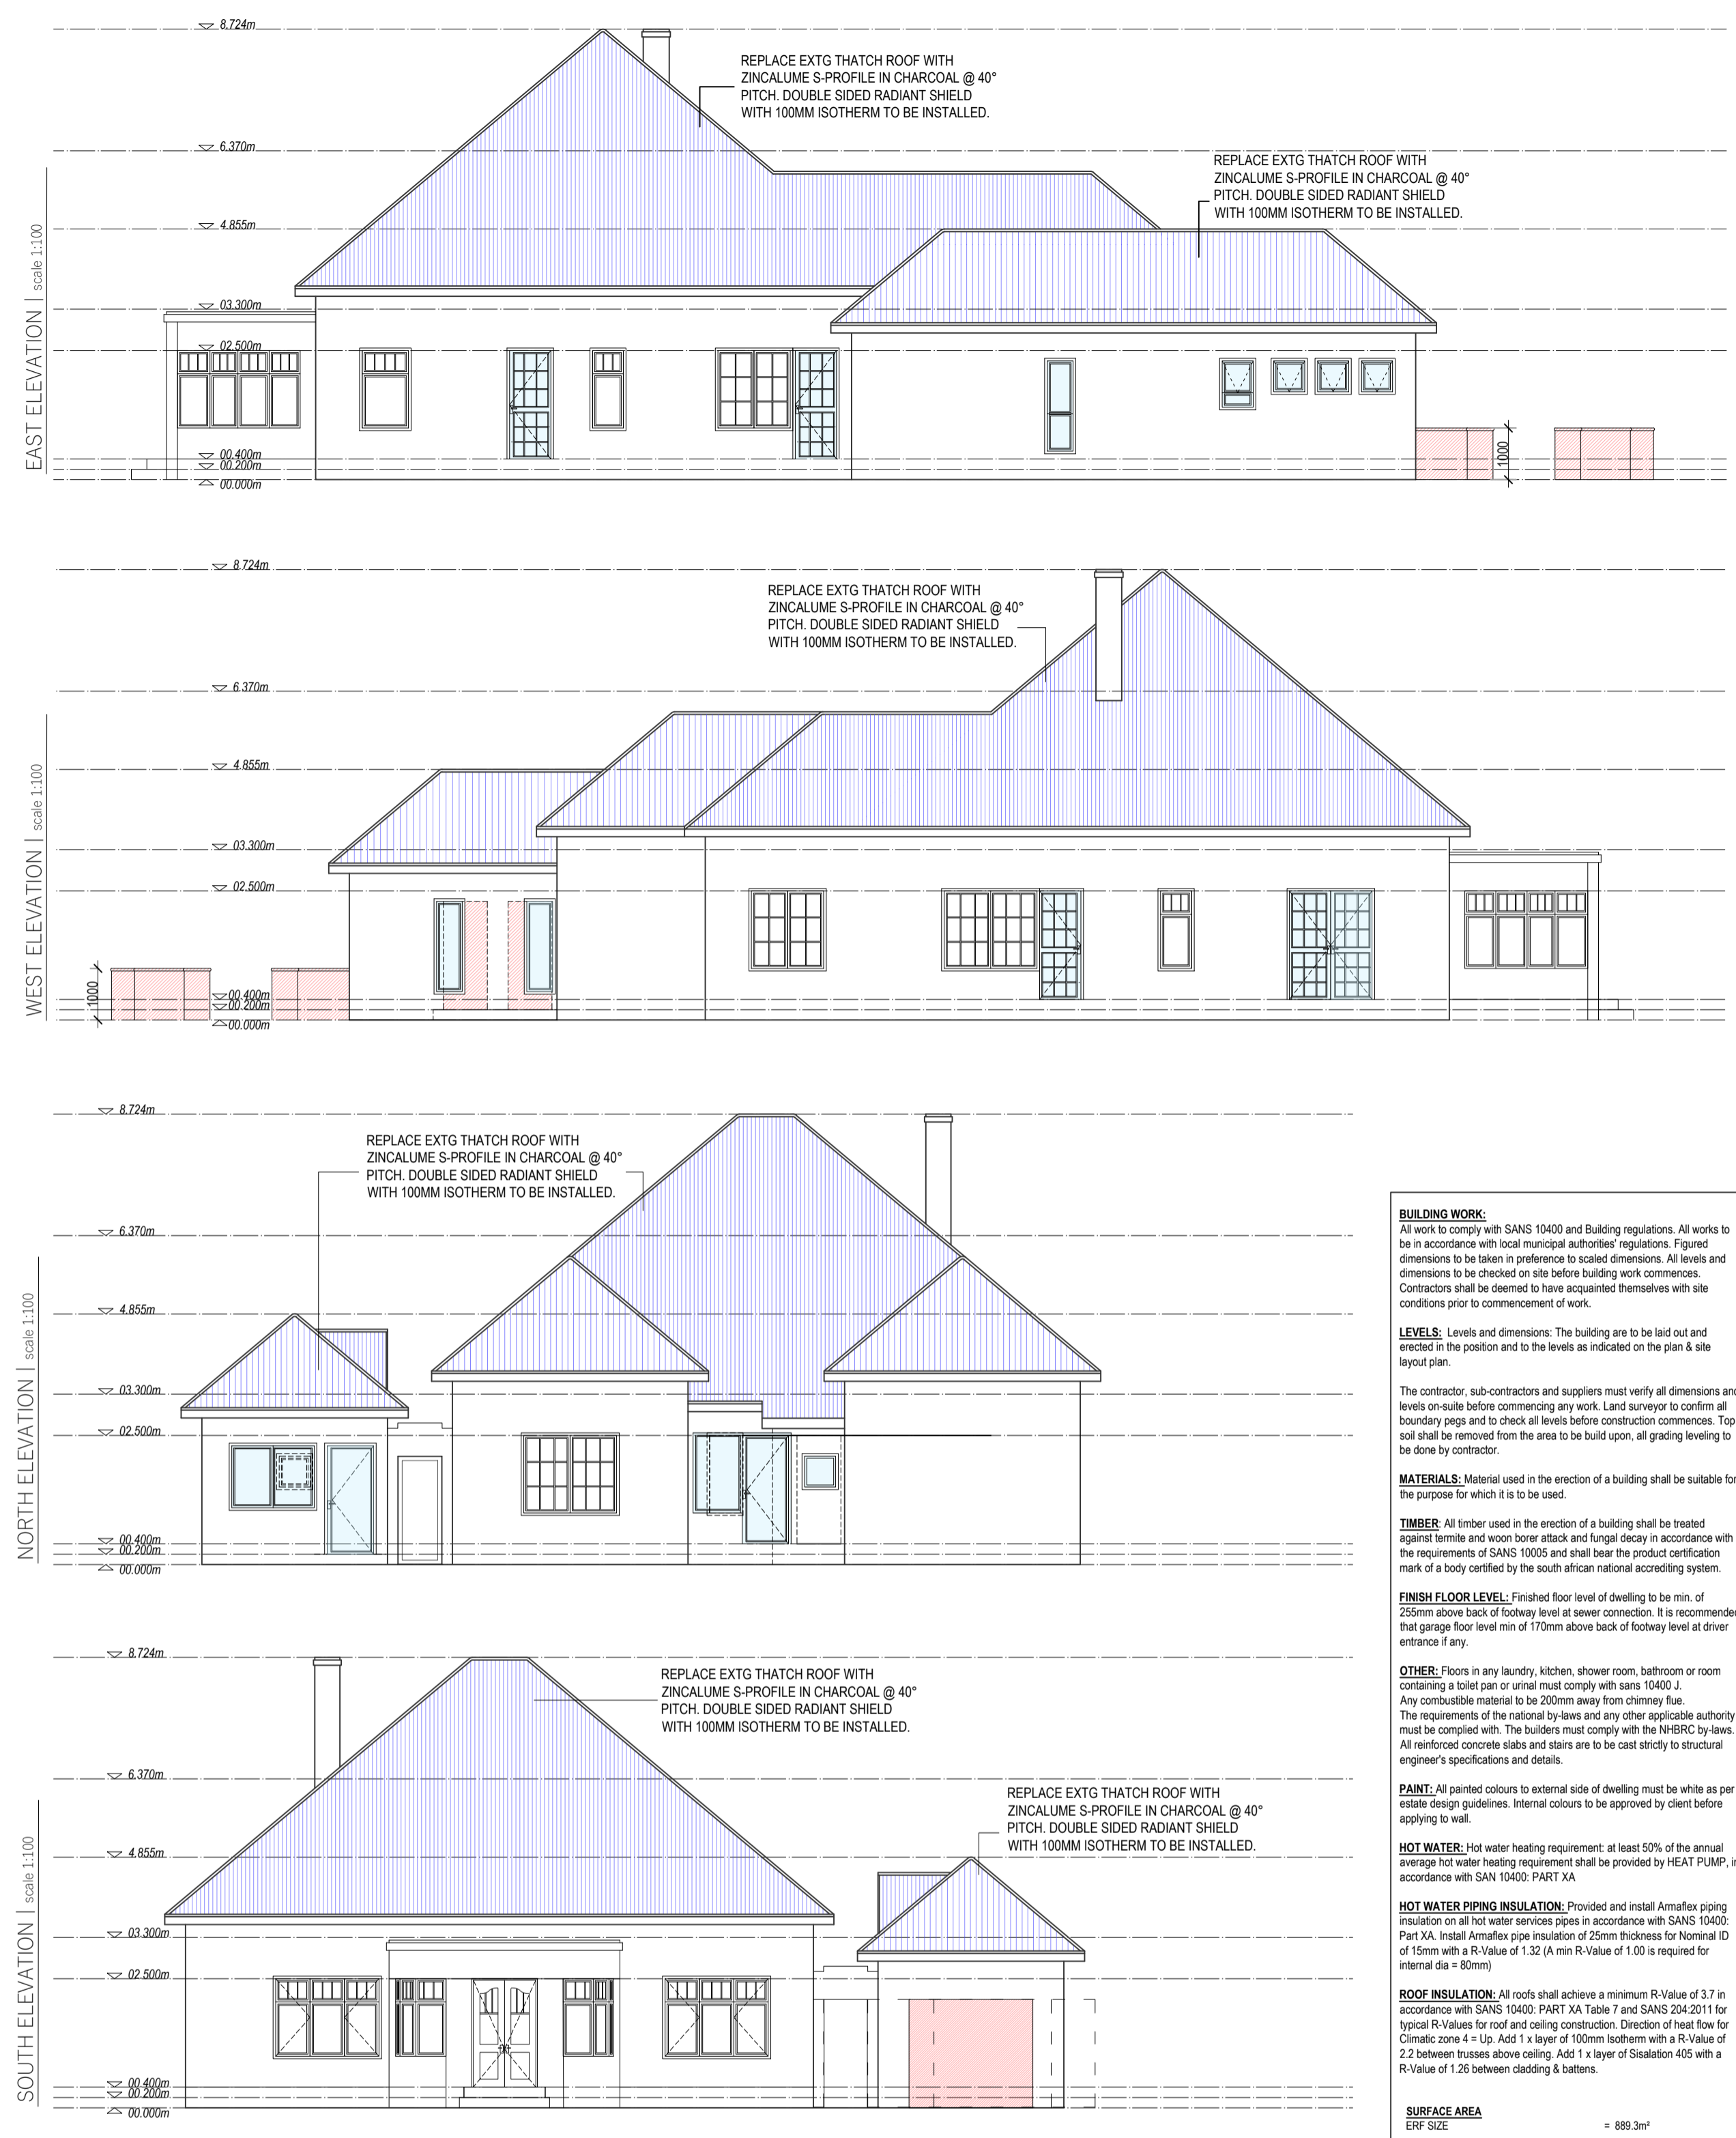 8.724m
REPLACE EXTG THATCH ROOF WITH
ZINCALUME S-PROFILE IN CHARCOAL @ 40°
PITCH. DOUBLE SIDED RADIANT SHIELD
WITH 100MM ISOTHERM TO BE INSTALLED.
6.370m
REPLACE EXTG THATCH ROOF WITH
ZINCALUME S-PROFILE IN CHARCOAL @ 40°
PITCH. DOUBLE SIDED RADIANT SHIELD
WITH 100MM ISOTHERM TO BE INSTALLED.
4.855m
03.300m
02.500m
00.400m
00.200m
00.000m
1000
EAST ELEVATION | scale 1:100
8.724m
REPLACE EXTG THATCH ROOF WITH
ZINCALUME S-PROFILE IN CHARCOAL @ 40°
PITCH. DOUBLE SIDED RADIANT SHIELD
WITH 100MM ISOTHERM TO BE INSTALLED.
6.370m
4.855m
03.300m
02.500m
1000
00.400m
00.200m
00.000m
WEST ELEVATION | scale 1:100
8.724m
REPLACE EXTG THATCH ROOF WITH
ZINCALUME S-PROFILE IN CHARCOAL @ 40°
PITCH. DOUBLE SIDED RADIANT SHIELD
WITH 100MM ISOTHERM TO BE INSTALLED.
6.370m
4.855m
03.300m
02.500m
00.400m
00.200m
00.000m
NORTH ELEVATION | scale 1:100
8.724m
REPLACE EXTG THATCH ROOF WITH
ZINCALUME S-PROFILE IN CHARCOAL @ 40°
PITCH. DOUBLE SIDED RADIANT SHIELD
WITH 100MM ISOTHERM TO BE INSTALLED.
6.370m
REPLACE EXTG THATCH ROOF WITH
ZINCALUME S-PROFILE IN CHARCOAL @ 40°
PITCH. DOUBLE SIDED RADIANT SHIELD
WITH 100MM ISOTHERM TO BE INSTALLED.
4.855m
03.300m
02.500m
00.400m
00.200m
00.000m
SOUTH ELEVATION | scale 1:100
BUILDING WORK:
All work to comply with SANS 10400 and Building regulations. All works to
be in accordance with local municipal authorities' regulations. Figured
dimensions to be taken in preference to scaled dimensions. All levels and
dimensions to be checked on site before building work commences.
Contractors shall be deemed to have acquainted themselves with site
conditions prior to commencement of work.
LEVELS: Levels and dimensions: The building are to be laid out and
erected in the position and to the levels as indicated on the plan & site
layout plan.
The contractor, sub-contractors and suppliers must verify all dimensions and
levels on-suite before commencing any work. Land surveyor to confirm all
boundary pegs and to check all levels before construction commences. Top
soil shall be removed from the area to be build upon, all grading leveling to
be done by contractor.
MATERIALS: Material used in the erection of a building shall be suitable for
the purpose for which it is to be used.
TIMBER: All timber used in the erection of a building shall be treated
against termite and woon borer attack and fungal decay in accordance with
the requirements of SANS 10005 and shall bear the product certification
mark of a body certified by the south african national accrediting system.
FINISH FLOOR LEVEL: Finished floor level of dwelling to be min. of
255mm above back of footway level at sewer connection. It is recommended
that garage floor level min of 170mm above back of footway level at driver
entrance if any.
OTHER: Floors in any laundry, kitchen, shower room, bathroom or room
containing a toilet pan or urinal must comply with sans 10400 J.
Any combustible material to be 200mm away from chimney flue.
The requirements of the national by-laws and any other applicable authority
must be complied with. The builders must comply with the NHBRC by-laws.
All reinforced concrete slabs and stairs are to be cast strictly to structural
engineer's specifications and details.
PAINT: All painted colours to external side of dwelling must be white as per
estate design guidelines. Internal colours to be approved by client before
applying to wall.
HOT WATER: Hot water heating requirement: at least 50% of the annual
average hot water heating requirement shall be provided by HEAT PUMP, in
accordance with SAN 10400: PART XA
HOT WATER PIPING INSULATION: Provided and install Armaflex piping
insulation on all hot water services pipes in accordance with SANS 10400:
Part XA. Install Armaflex pipe insulation of 25mm thickness for Nominal ID
of 15mm with a R-Value of 1.32 (A min R-Value of 1.00 is required for
internal dia = 80mm)
ROOF INSULATION: All roofs shall achieve a minimum R-Value of 3.7 in
accordance with SANS 10400: PART XA Table 7 and SANS 204:2011 for
typical R-Values for roof and ceiling construction. Direction of heat flow for
Climatic zone 4 = Up. Add 1 x layer of 100mm Isotherm with a R-Value of
2.2 between trusses above ceiling. Add 1 x layer of Sisalation 405 with a
R-Value of 1.26 between cladding & battens.
SURFACE AREA
ERF SIZE = 889.3m²